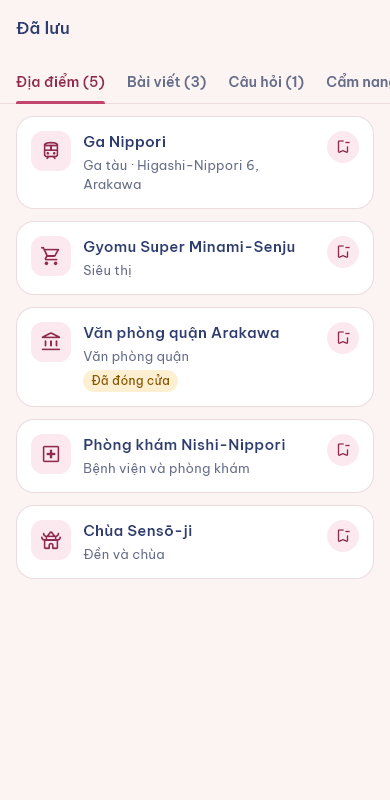 Đã lưu
Địa điểm (5)
Bài viết (3)
Câu hỏi (1)
Cẩm nang
Ga Nippori
Ga tàu · Higashi-Nippori 6,
Arakawa
Gyomu Super Minami-Senju
Siêu thị
Văn phòng quận Arakawa
Văn phòng quận
Đã đóng cửa
Phòng khám Nishi-Nippori
Bệnh viện và phòng khám
Chùa Sensō-ji
Đền và chùa